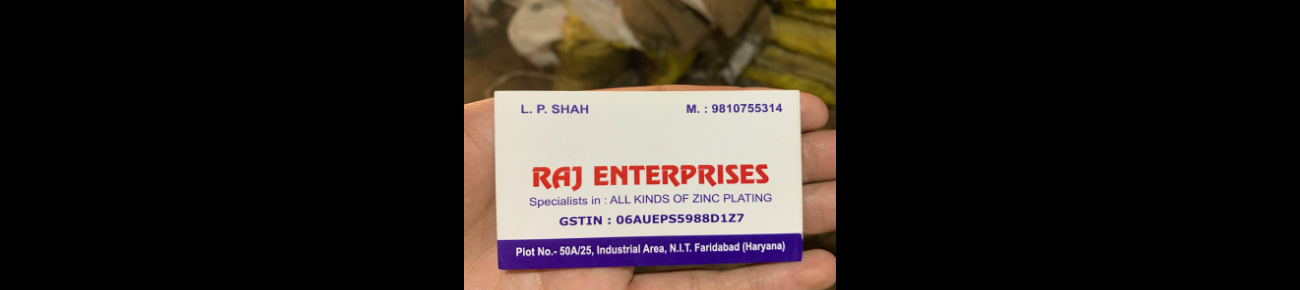 L. P. SHAH M. : 9810755314
RAJ ENTERPRISES
Specialists in : ALL KINDS OF ZINC PLATING
GSTIN : 06AUEPS5988D1Z7
Plot No.- 50A/25, Industrial Area, N.I.T. Faridabad (Haryana)